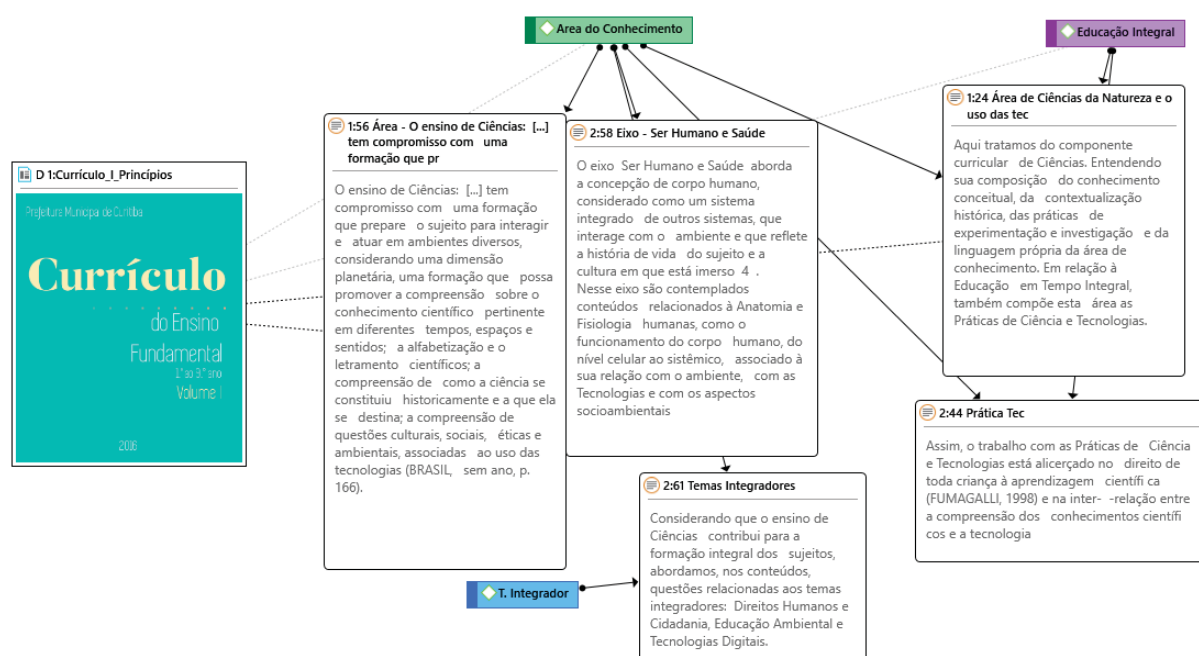 Area do Conhecimento
Educação Integral
D 1:Currículo_I_Princípios
Prefeitura Municipal de Curitiba
Currículo
do Ensino
Fundamental
1.° ao 9.° ano
Volume I
2016
1:56 Área - O ensino de Ciências: [...]
tem compromisso com uma
formação que pr
O ensino de Ciências: [...] tem
compromisso com uma formação
que prepare o sujeito para interagir
e atuar em ambientes diversos,
considerando uma dimensão
planetária, uma formação que possa
promover a compreensão sobre o
conhecimento científico pertinente
em diferentes tempos, espaços e
sentidos; a alfabetização e o
letramento científicos; a
compreensão de como a ciência se
constituiu historicamente e a que ela
se destina; a compreensão de
questões culturais, sociais, éticas e
ambientais, associadas ao uso das
tecnologias (BRASIL, sem ano, p.
166).
2:58 Eixo - Ser Humano e Saúde
O eixo Ser Humano e Saúde aborda
a concepção de corpo humano,
considerado como um sistema
integrado de outros sistemas, que
interage com o ambiente e que reflete
a história de vida do sujeito e a
cultura em que está imerso 4 .
Nesse eixo são contemplados
conteúdos relacionados à Anatomia e
Fisiologia humanas, como o
funcionamento do corpo humano, do
nível celular ao sistêmico, associado à
sua relação com o ambiente, com as
Tecnologias e com os aspectos
socioambientais
1:24 Área de Ciências da Natureza e o
uso das tec
Aqui tratamos do componente
curricular de Ciências. Entendendo
sua composição do conhecimento
conceitual, da contextualização
histórica, das práticas de
experimentação e investigação e da
linguagem própria da área de
conhecimento. Em relação à
Educação em Tempo Integral,
também compõe esta área as
Práticas de Ciência e Tecnologias.
2:44 Prática Tec
Assim, o trabalho com as Práticas de Ciência
e Tecnologias está alicerçado no direito de
toda criança à aprendizagem científi ca
(FUMAGALLI, 1998) e na inter- -relação entre
a compreensão dos conhecimentos científi
cos e a tecnologia
2:61 Temas Integradores
Considerando que o ensino de
Ciências contribui para a
formação integral dos sujeitos,
abordamos, nos conteúdos,
questões relacionadas aos temas
integradores: Direitos Humanos e
Cidadania, Educação Ambiental e
Tecnologias Digitais.
T. Integrador